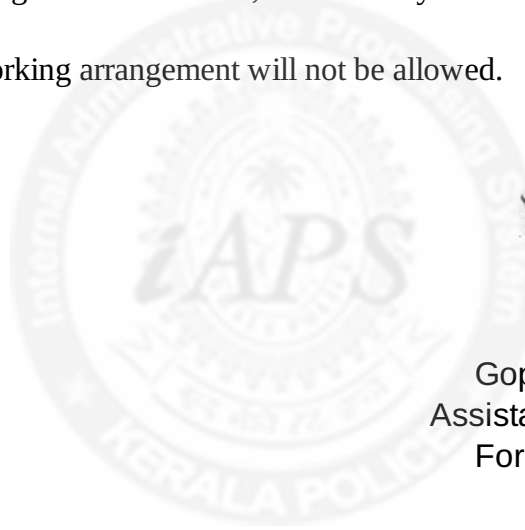 orking arrangement will not be allowed.
Internal Administrative Processing System
iAPS
KERALA POLICE
Gop
Assista
For